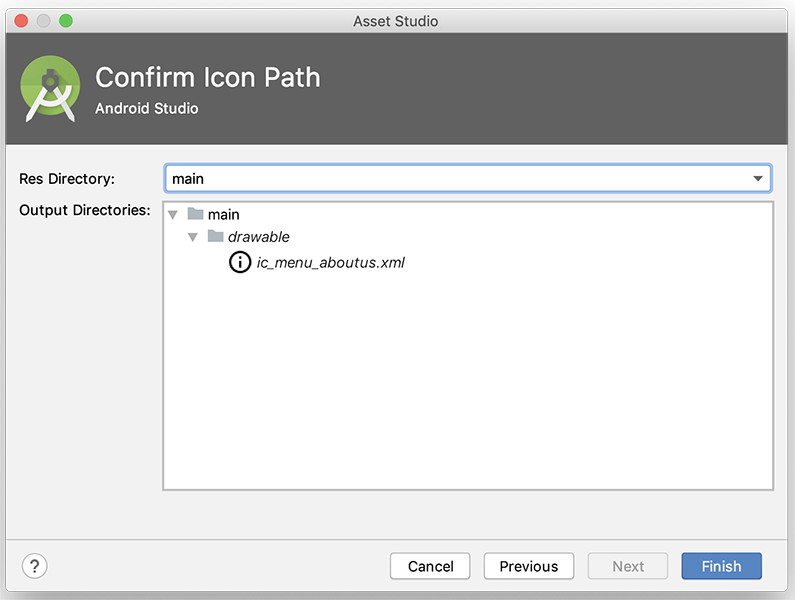 Asset Studio
Confirm Icon Path
Android Studio
Res Directory: main
Output Directories: main
drawable
ic_menu_aboutus.xml
? Cancel Previous Next Finish